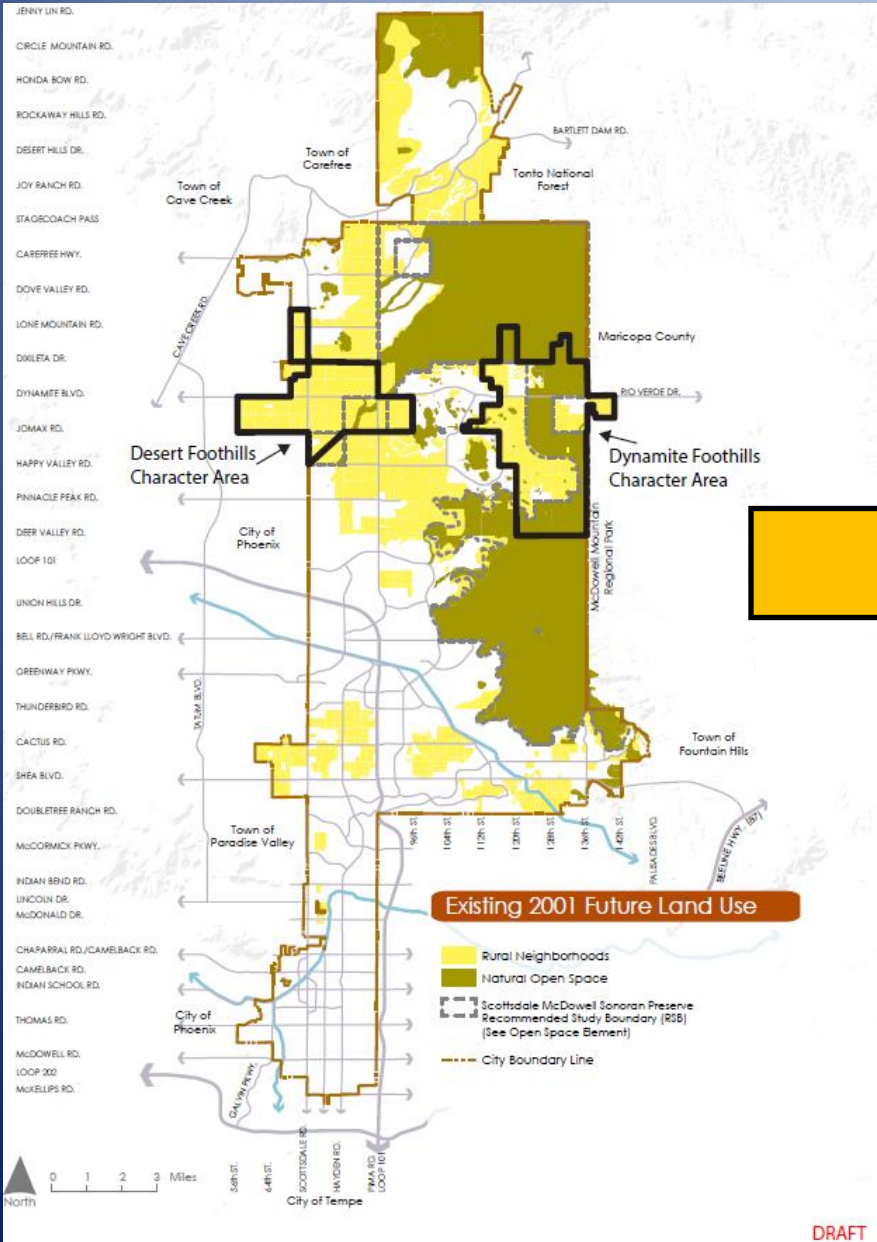 JENNY LIN RD.
CIRCLE MOUNTAIN RD.
HONDA BOW RD.
ROCKAWAY HILLS RD.
DESERT HILLS DR.
JOY RANCH RD.
STAGECOACH PASS
CAREFREE HWY.
DOVE VALLEY RD.
LONE MOUNTAIN RD.
DIXILETA DR.
DYNAMITE BLVD.
JOMAX RD.
HAPPY VALLEY RD.
PINNACLE PEAK RD.
DEER VALLEY RD.
LOOP 101
UNION HILLS DR.
BELL RD./FRANK LLOYD WRIGHT BLVD.
GREENWAY PKWY.
THUNDERBIRD RD.
CACTUS RD.
SHEA BLVD.
DOUBLETREE RANCH RD.
McCORMICK PKWY.
INDIAN BEND RD.
LINCOLN DR.
McDONALD DR.
CHAPARRAL RD./CAMELBACK RD.
CAMELBACK RD.
INDIAN SCHOOL RD.
THOMAS RD.
McDOWELL RD.
LOOP 202
McKELLIPS RD.
BARTLETT DAM RD.
Town of
Carefree
Tonto National
Forest
Town of
Cave Creek
CAVE CREEK RD.
Maricopa County
RIO VERDE DR.
Desert Foothills
Character Area
Dynamite Foothills
Character Area
City of
Phoenix
McDowell Mountain
Regional Park
TATUM BLVD.
Town of
Fountain Hills
Town of
Paradise Valley
96th ST.
104th ST.
112th ST.
120th ST.
128th ST.
136th ST.
142th ST.
PALISADES BLVD.
BEELINE HWY. (87)
Existing 2001 Future Land Use
Rural Neighborhoods
Natural Open Space
Scottsdale McDowell Sonoran Preserve
Recommended Study Boundary (RSB)
(See Open Space Element)
City Boundary Line
City of
Phoenix
GALVIN PKWY.
North
0 1 2 3 Miles
56th ST.
64th ST.
SCOTTSDALE RD.
HAYDEN RD.
PIMA RD.
LOOP 101
City of Tempe
DRAFT